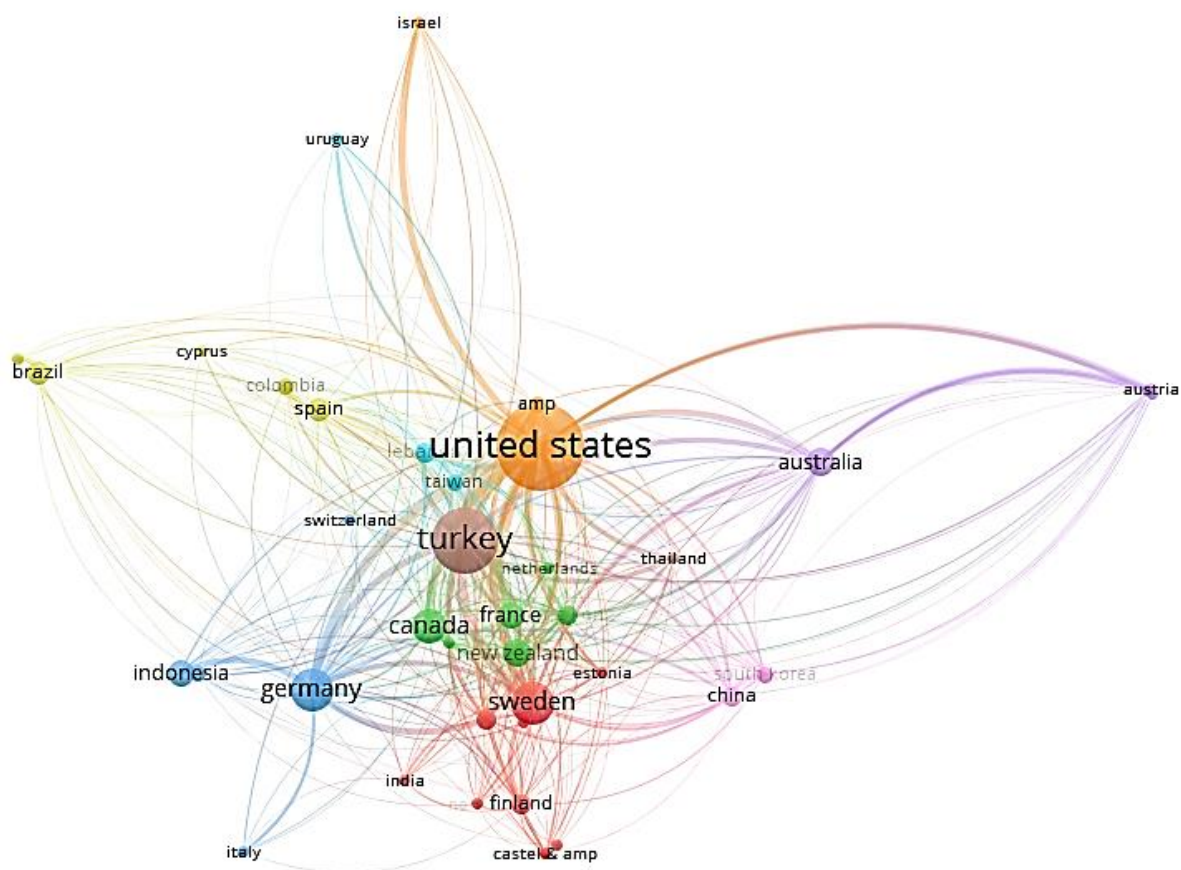 israel
uruguay
cyprus
brazil
colombia
spain
amp
austria
united states
taiwan
australia
switzerland
turkey
netherlands
thailand
france
canada
new zealand
indonesia
estonia
south korea
germany
china
sweden
india
finland
italy
castel & amp